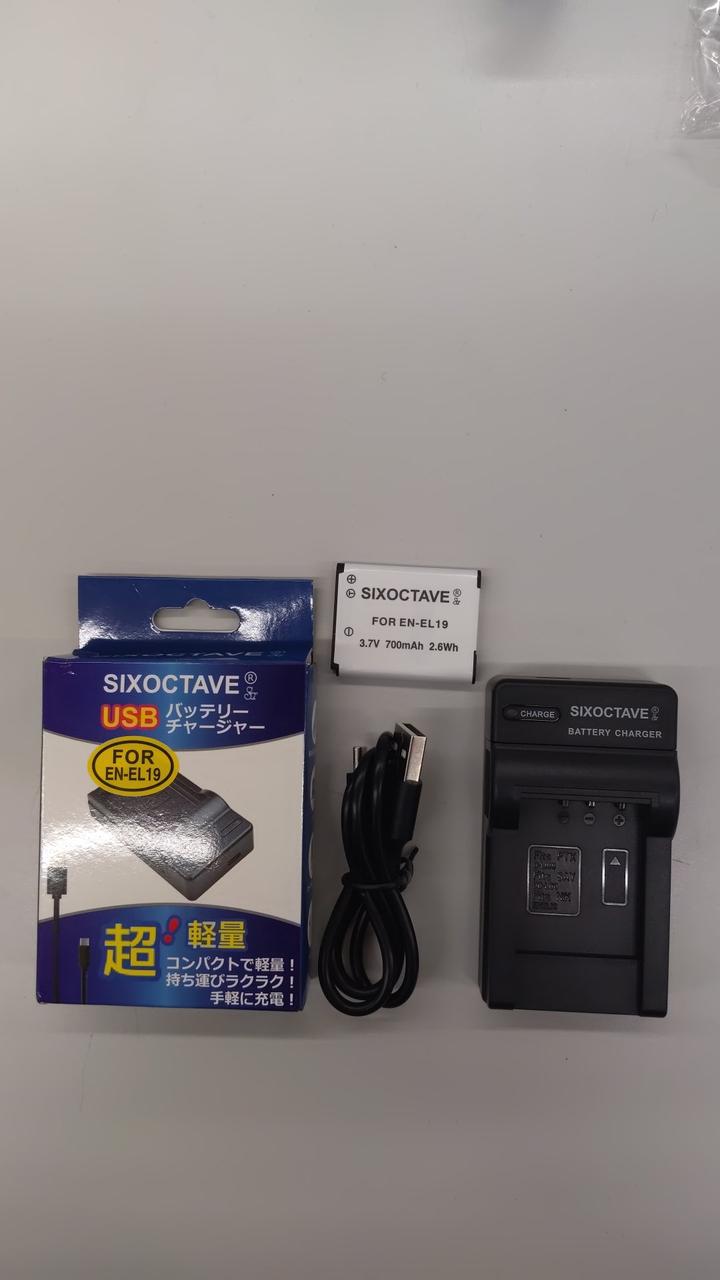 SIXOCTAVE®
USB バッテリー
チャージャー
FOR
EN-EL19
超!軽量
コンパクトで軽量!
持ち運びラクラク!
手軽に充電!
SIXOCTAVE®
FOR EN-EL19
3.7V 700mAh 2.6Wh
CHARGE
SIXOCTAVE®
BATTERY CHARGER